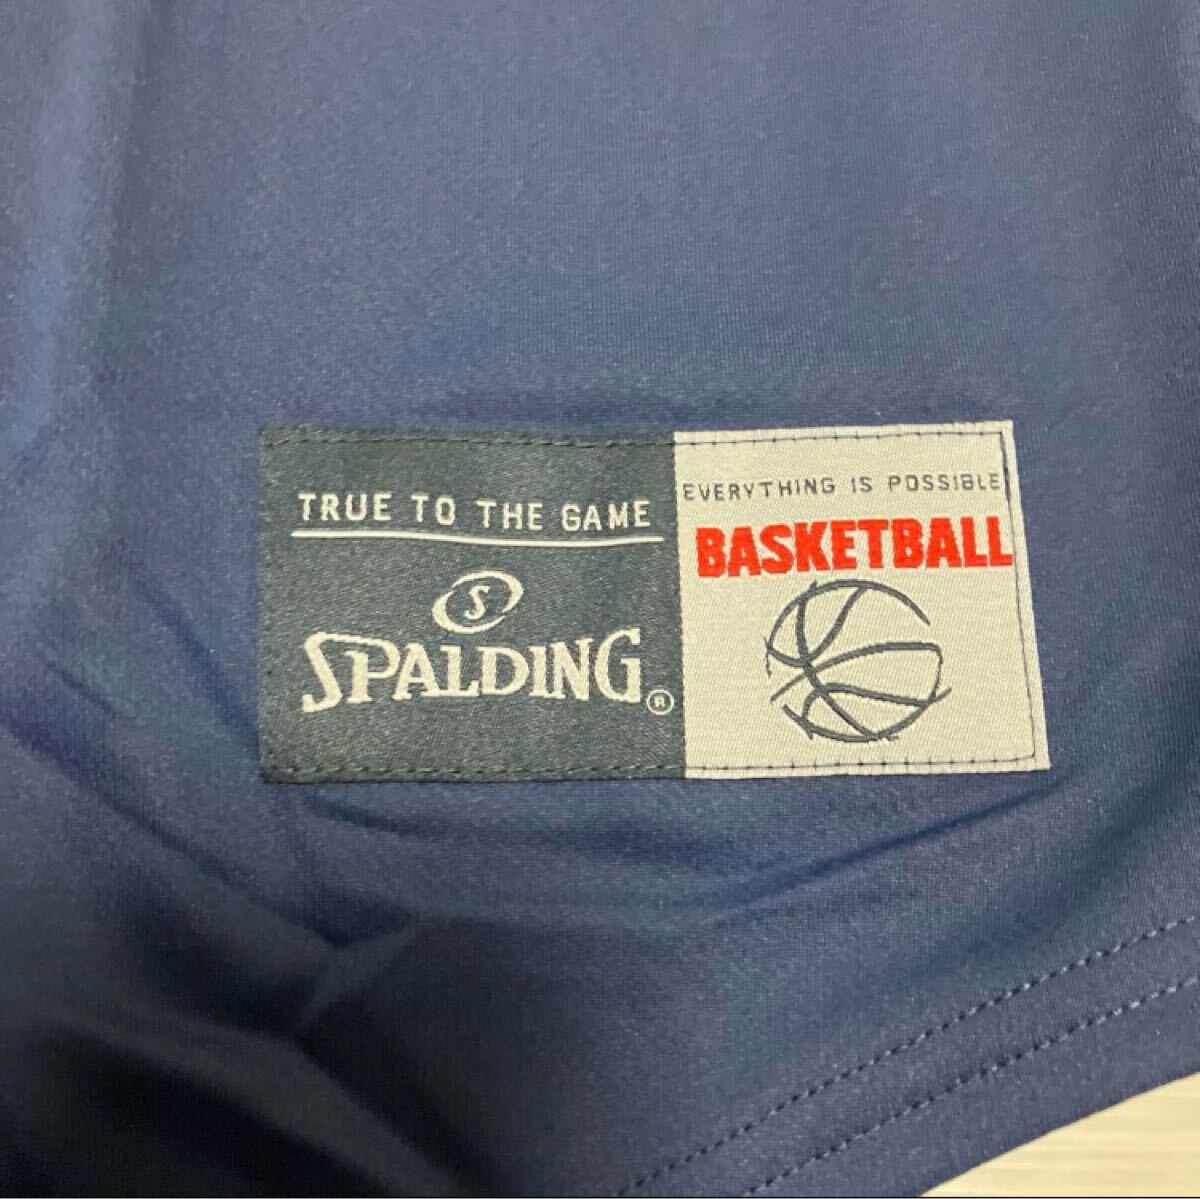 TRUE TO THE GAME
S
SPALDING®
EVERYTHING IS POSSIBLE
BASKETBALL